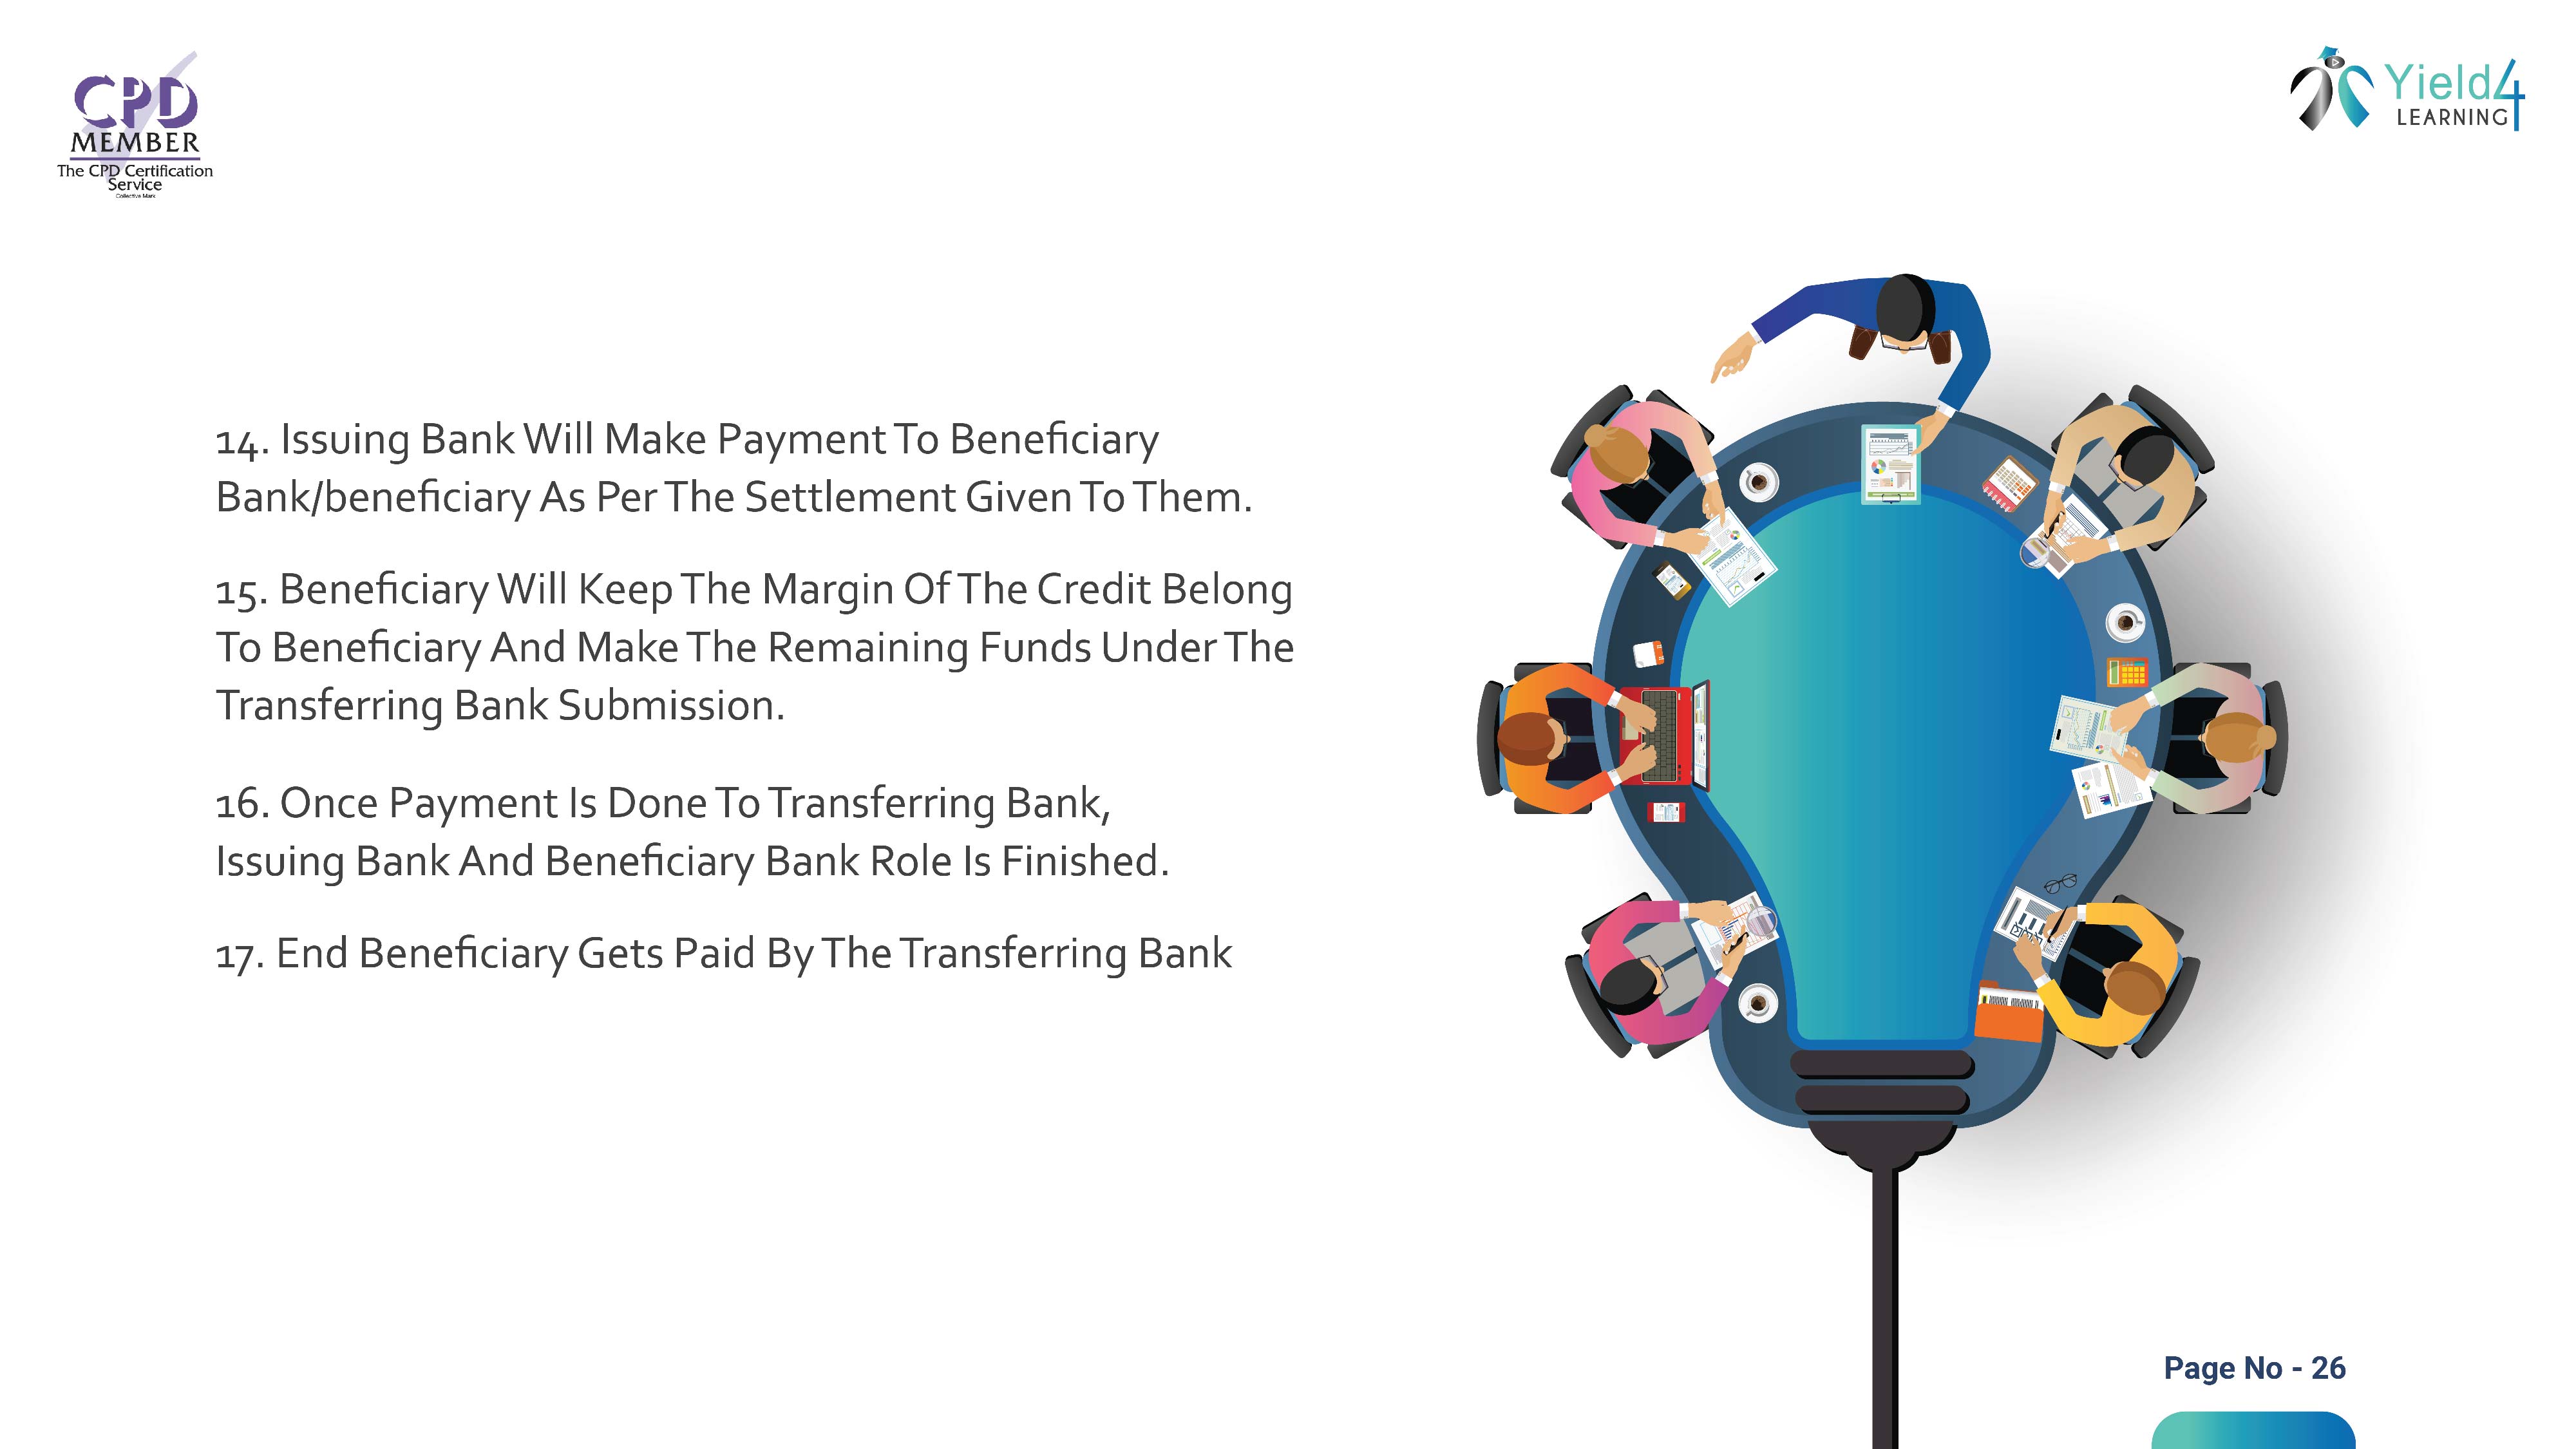 CPD
MEMBER
The CPD Certification
Service
Collective Mark
Yield4
LEARNING
14. Issuing Bank Will Make Payment To Beneficiary
Bank/beneficiary As Per The Settlement Given To Them.
15. Beneficiary Will Keep The Margin Of The Credit Belong
To Beneficiary And Make The Remaining Funds Under The
Transferring Bank Submission.
16. Once Payment Is Done To Transferring Bank,
Issuing Bank And Beneficiary Bank Role Is Finished.
17. End Beneficiary Gets Paid By The Transferring Bank
Page No - 26